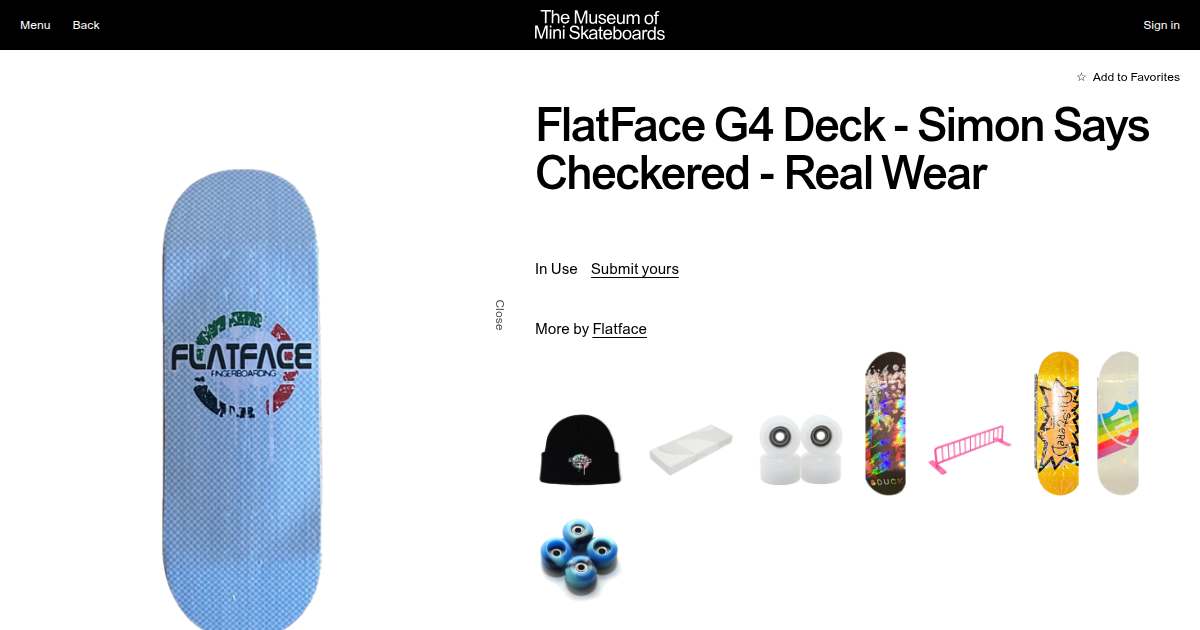 Menu
Back
The Museum of
Mini Skateboards
Sign in
☆ Add to Favorites
FlatFace G4 Deck - Simon Says
Checkered - Real Wear
In Use
Submit yours
Close
More by Flatface
FLATFACE
FINGERBOARDING